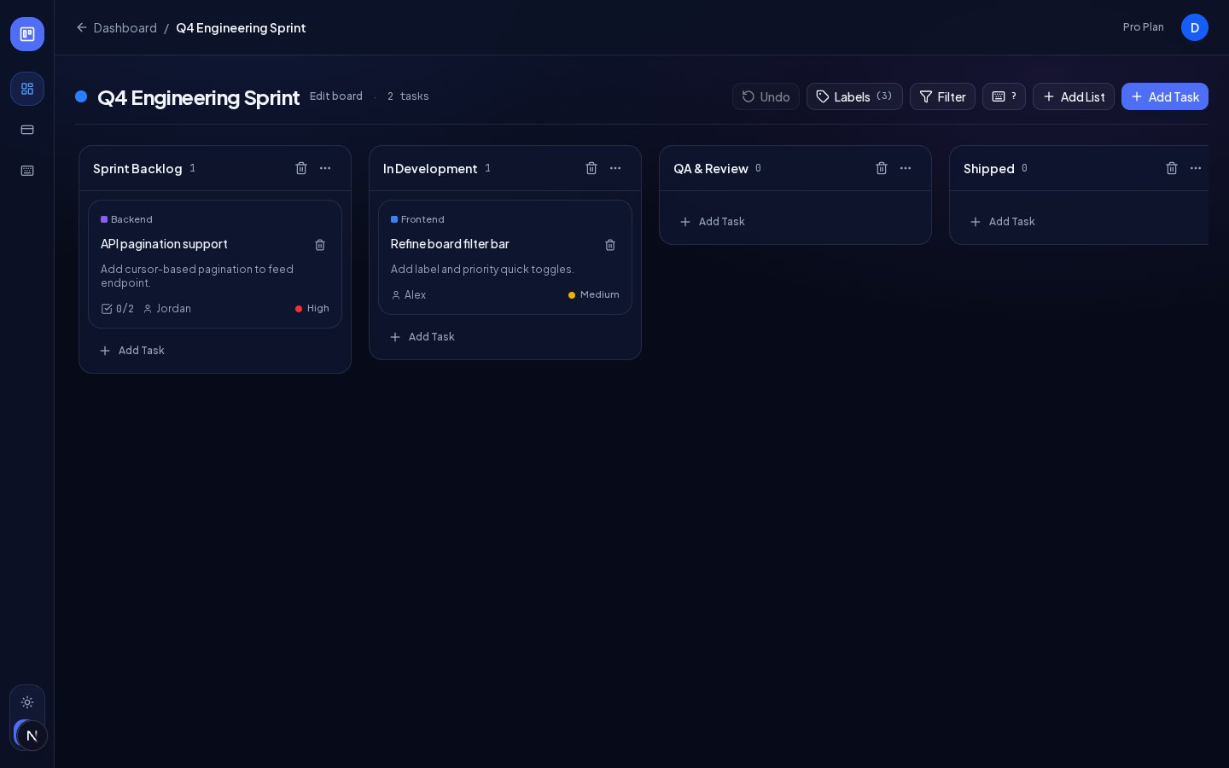 Dashboard / Q4 Engineering Sprint
Pro Plan D
Q4 Engineering Sprint Edit board · 2 tasks
Undo Labels (3) Filter ? Add List Add Task
Sprint Backlog 1
Backend
API pagination support
Add cursor-based pagination to feed
endpoint.
0/2 Jordan High
Add Task
In Development 1
Frontend
Refine board filter bar
Add label and priority quick toggles.
Alex Medium
Add Task
QA & Review 0
Add Task
Shipped 0
Add Task
N